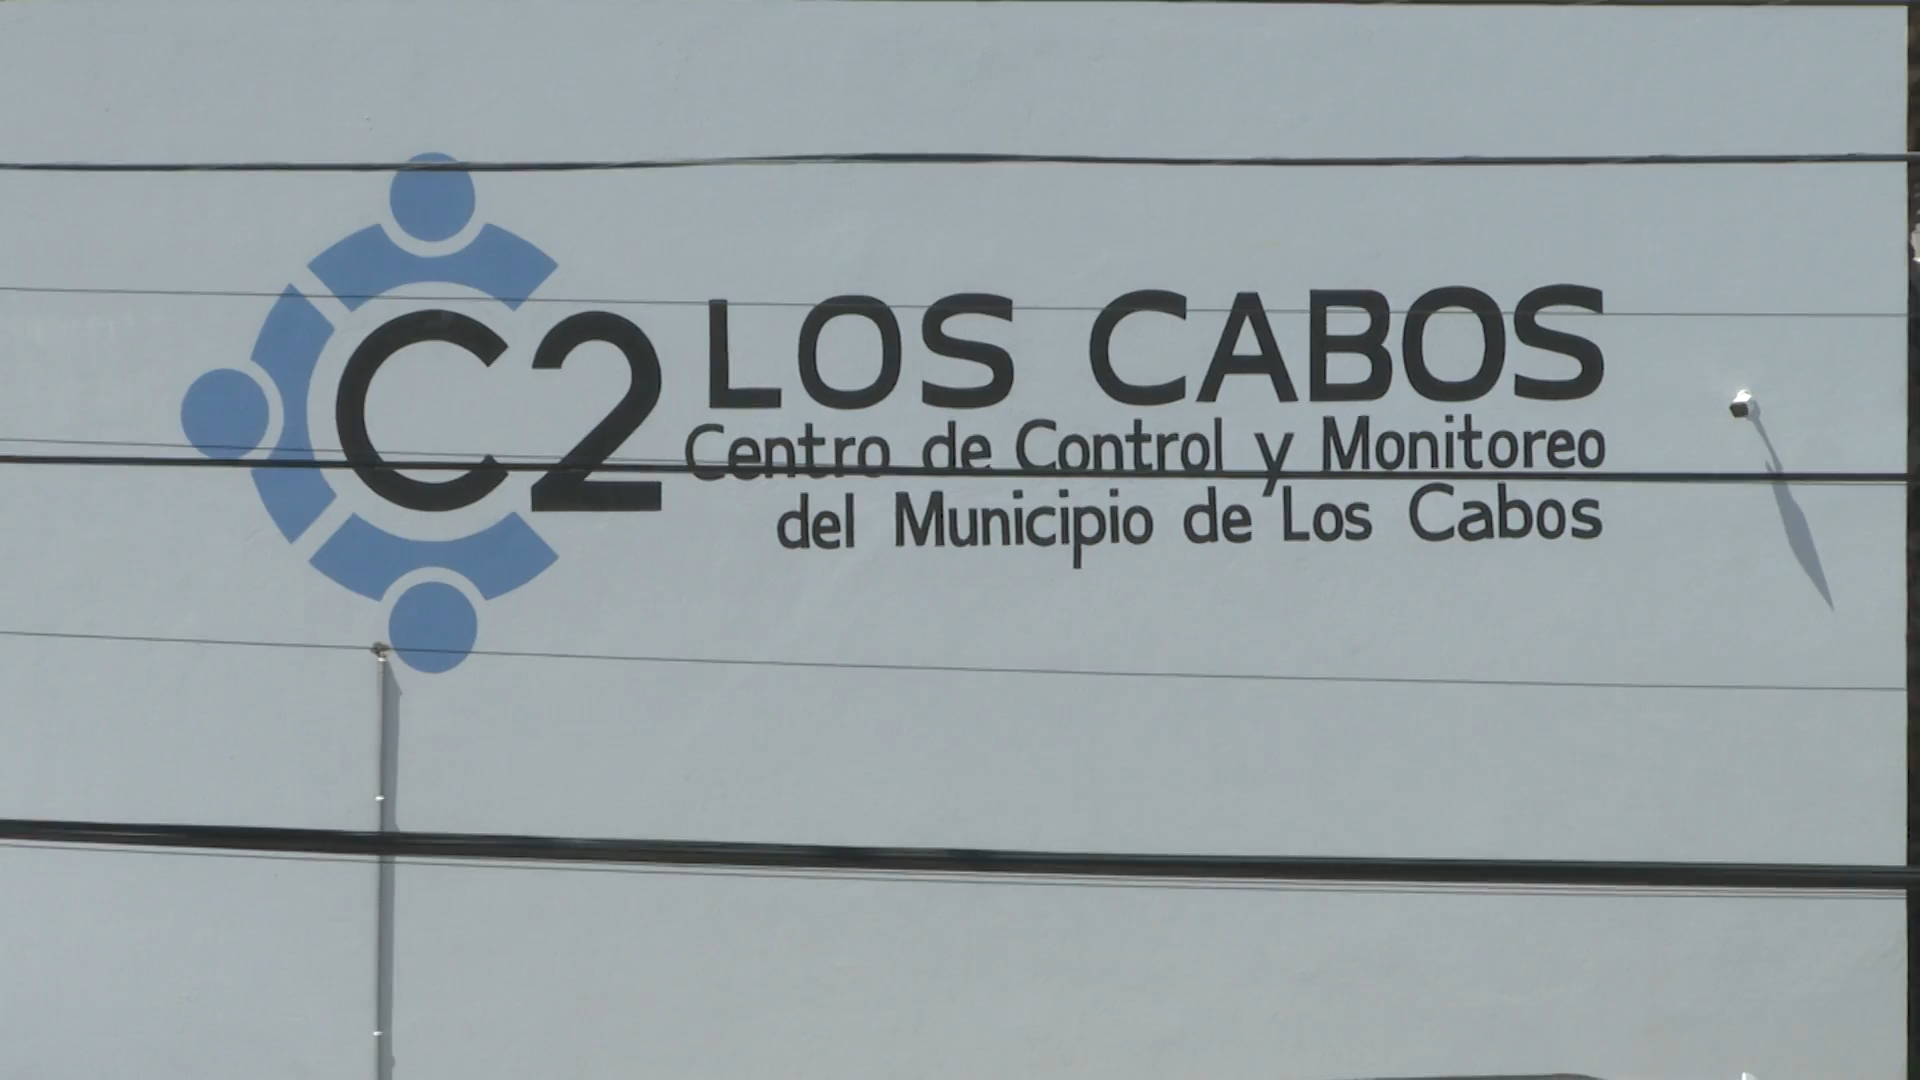 C2 LOS CABOS
Centro de Control y Monitoreo
del Municipio de Los Cabos